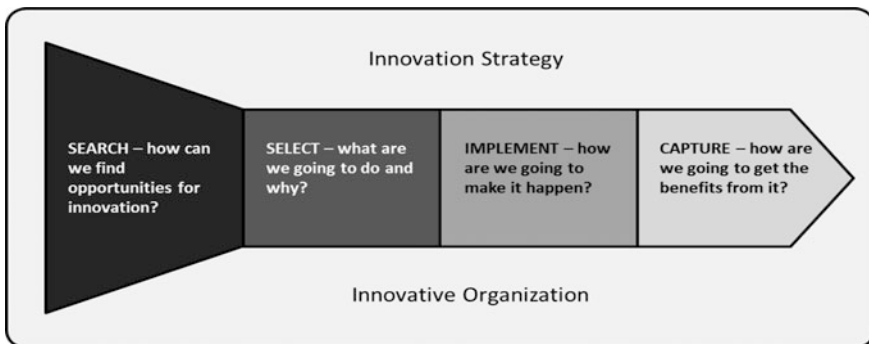 Innovation Strategy
SEARCH – how can
we find
opportunities for
innovation?
SELECT – what are
we going to do and
why?
IMPLEMENT – how
are we going to
make it happen?
CAPTURE – how are
we going to get the
benefits from it?
Innovative Organization